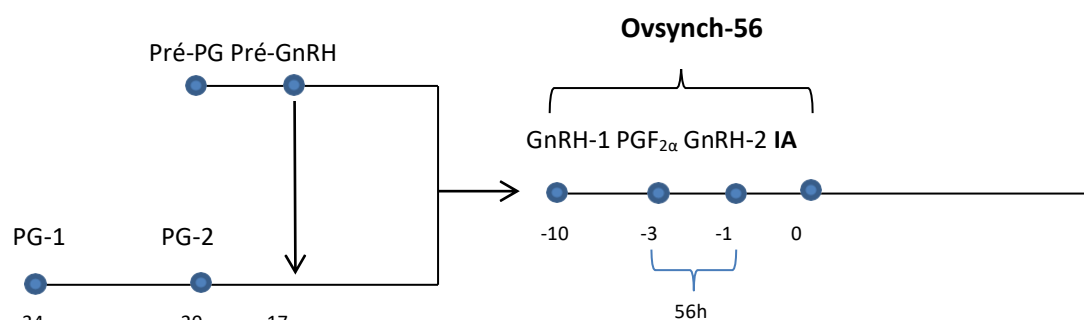 Ovsynch-56
Pré-PG Pré-GnRH
GnRH-1 PGF2α GnRH-2 IA
-10 -3 -1 0
PG-1 PG-2
56h